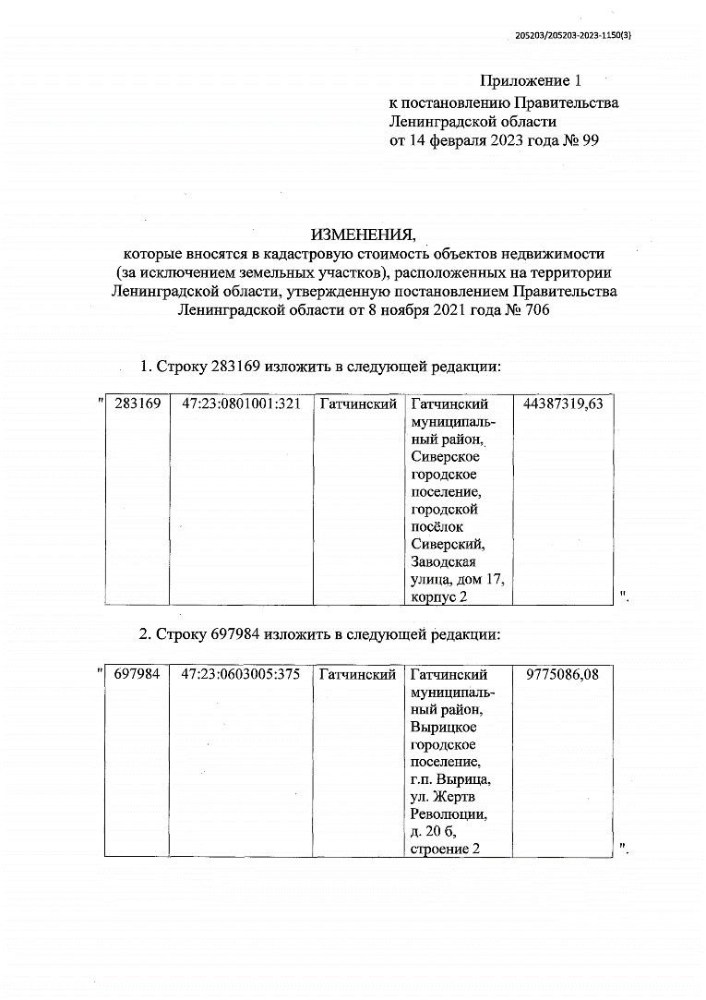 205203/205203-2023-1150(3)
Приложение 1
к постановлению Правительства
Ленинградской области
от 14 февраля 2023 года № 99
ИЗМЕНЕНИЯ,
которые вносятся в кадастровую стоимость объектов недвижимости
(за исключением земельных участков), расположенных на территории
Ленинградской области, утвержденную постановлением Правительства
Ленинградской области от 8 ноября 2021 года № 706
1. Строку 283169 изложить в следующей редакции:
" 283169 47:23:0801001:321 Гатчинский Гатчинский 44387319,63
муниципаль-
ный район,
Сиверское
городское
поселение,
городской
посёлок
Сиверский,
Заводская
улица, дом 17,
корпус 2 ".
2. Строку 697984 изложить в следующей редакции:
" 697984 47:23:0603005:375 Гатчинский Гатчинский 9775086,08
муниципаль-
ный район,
Вырицкое
городское
поселение,
г.п. Вырица,
ул. Жертв
Революции,
д. 20 б,
строение 2 ".